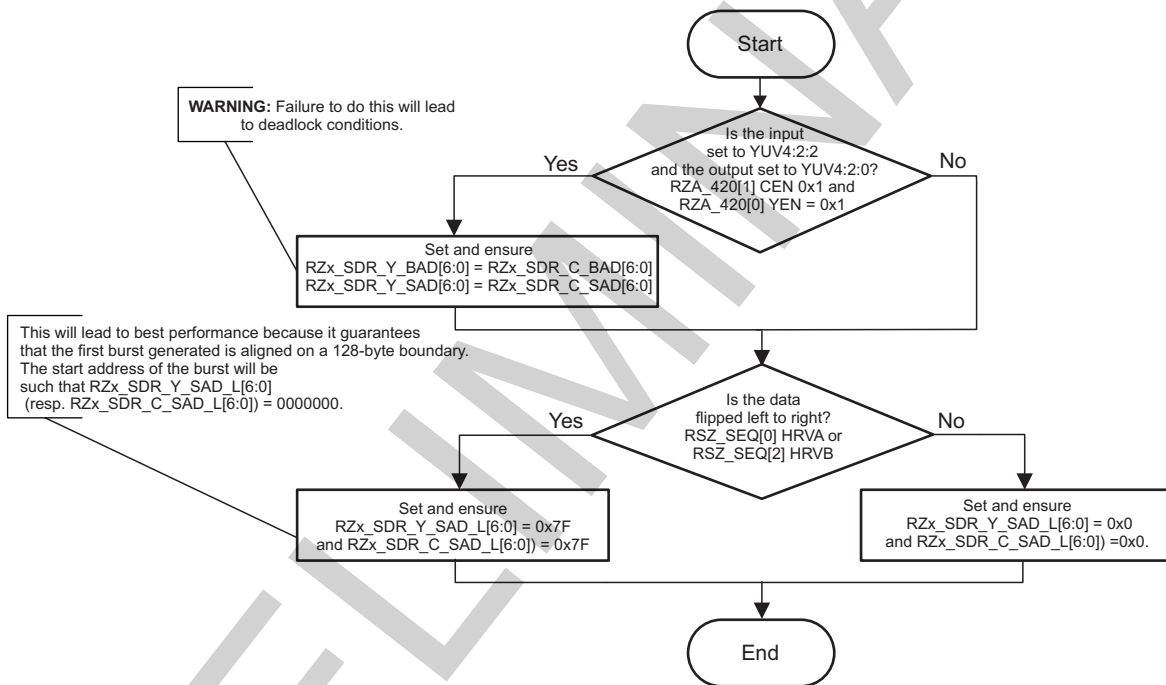 Start
WARNING: Failure to do this will lead
to deadlock conditions.
Is the input
set to YUV4:2:2
and the output set to YUV4:2:0?
RZA_420[1] CEN 0x1 and
RZA_420[0] YEN = 0x1
Yes
No
Set and ensure
RZx_SDR_Y_BAD[6:0] = RZx_SDR_C_BAD[6:0]
RZx_SDR_Y_SAD[6:0] = RZx_SDR_C_SAD[6:0]
This will lead to best performance because it guarantees
that the first burst generated is aligned on a 128-byte boundary.
The start address of the burst will be
such that RZx_SDR_Y_SAD_L[6:0]
(resp. RZx_SDR_C_SAD_L[6:0]) = 0000000.
Is the data
flipped left to right?
RSZ_SEQ[0] HRVA or
RSZ_SEQ[2] HRVB
Yes
No
Set and ensure
RZx_SDR_Y_SAD_L[6:0] = 0x7F
and RZx_SDR_C_SAD_L[6:0]) = 0x7F
Set and ensure
RZx_SDR_Y_SAD_L[6:0] = 0x0
and RZx_SDR_C_SAD_L[6:0]) =0x0.
End